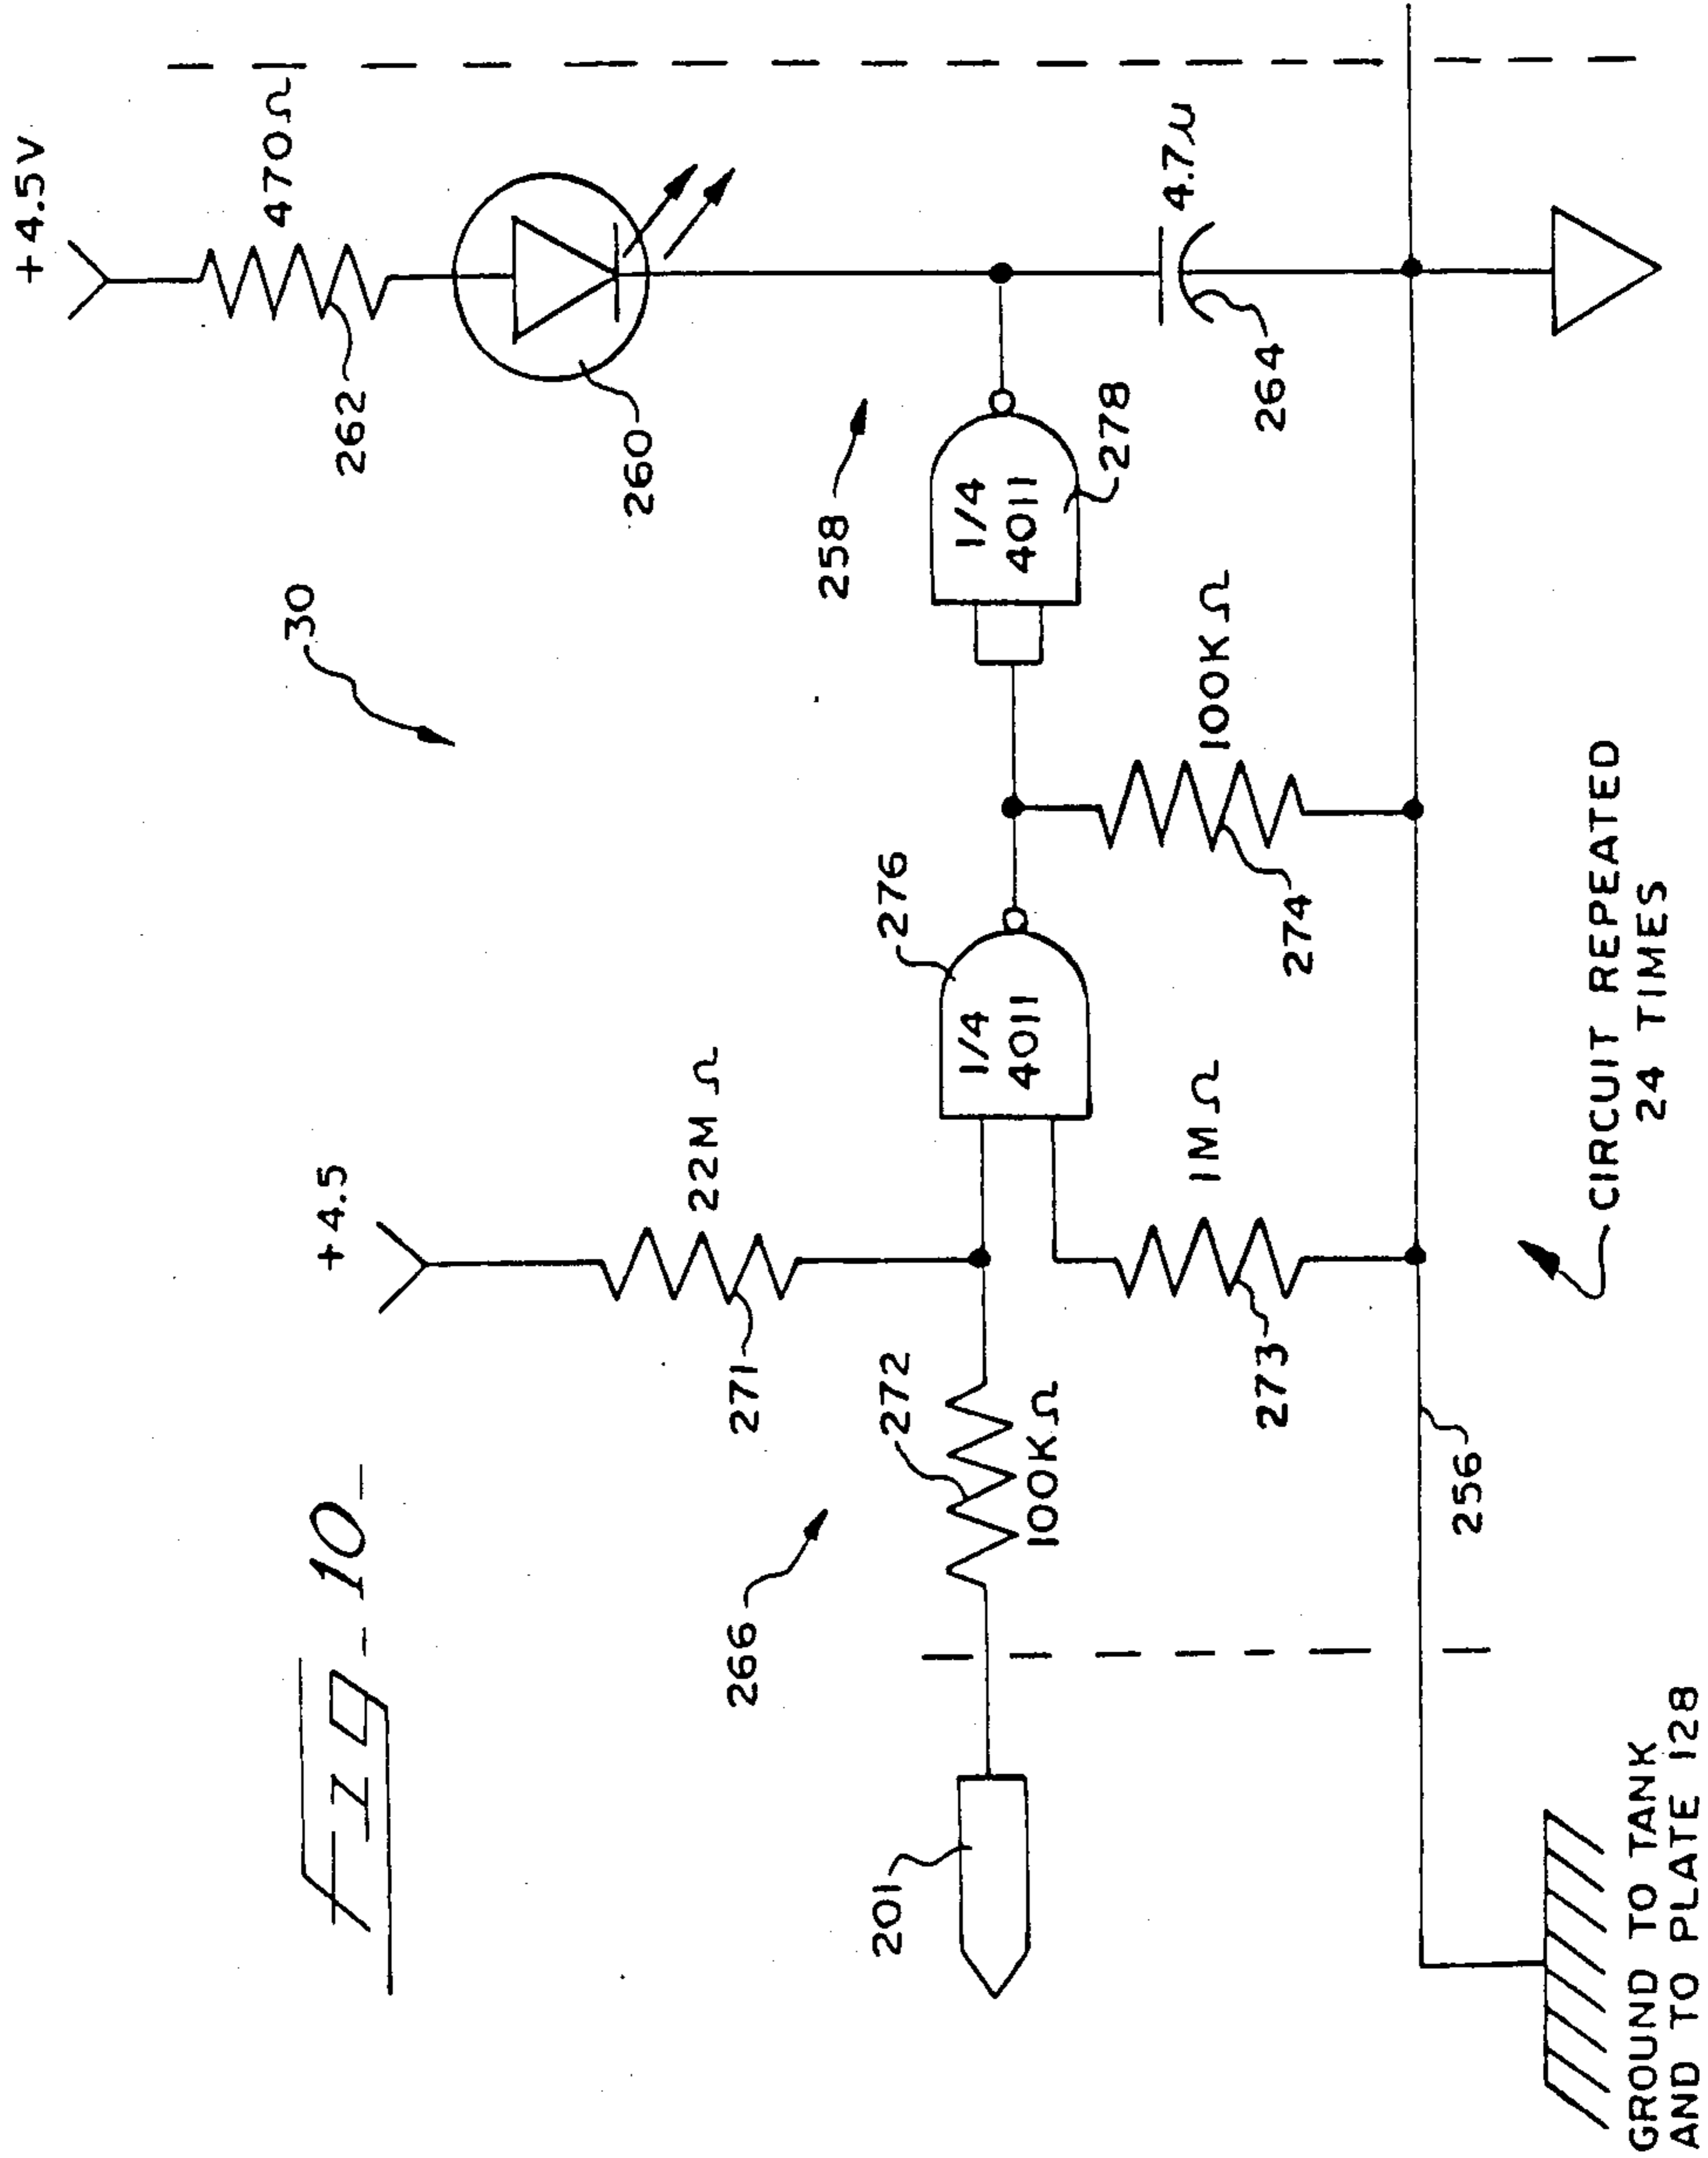 Fig-10-
30
+4.5V
470Ω
262
260
258
+4.5
22MΩ
271
266
272
100KΩ
201
276
1/4
4011
1/4
4011
278
4.7µ
264
1MΩ
273
100KΩ
274
256
CIRCUIT REPEATED
24 TIMES
GROUND TO TANK
AND TO PLATE 128